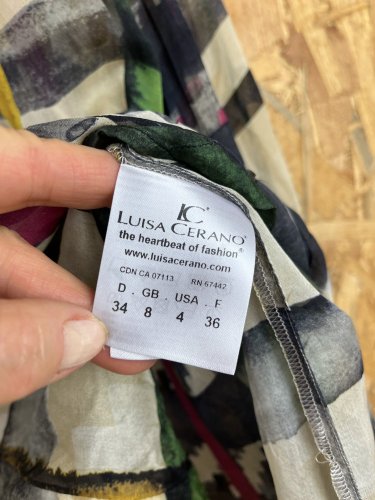 LC
LUISA CERANO®
the heartbeat of fashion®
www.luisacerano.com
CDN CA 07113 RN 67442
D . GB . USA . F
34 8 4 36